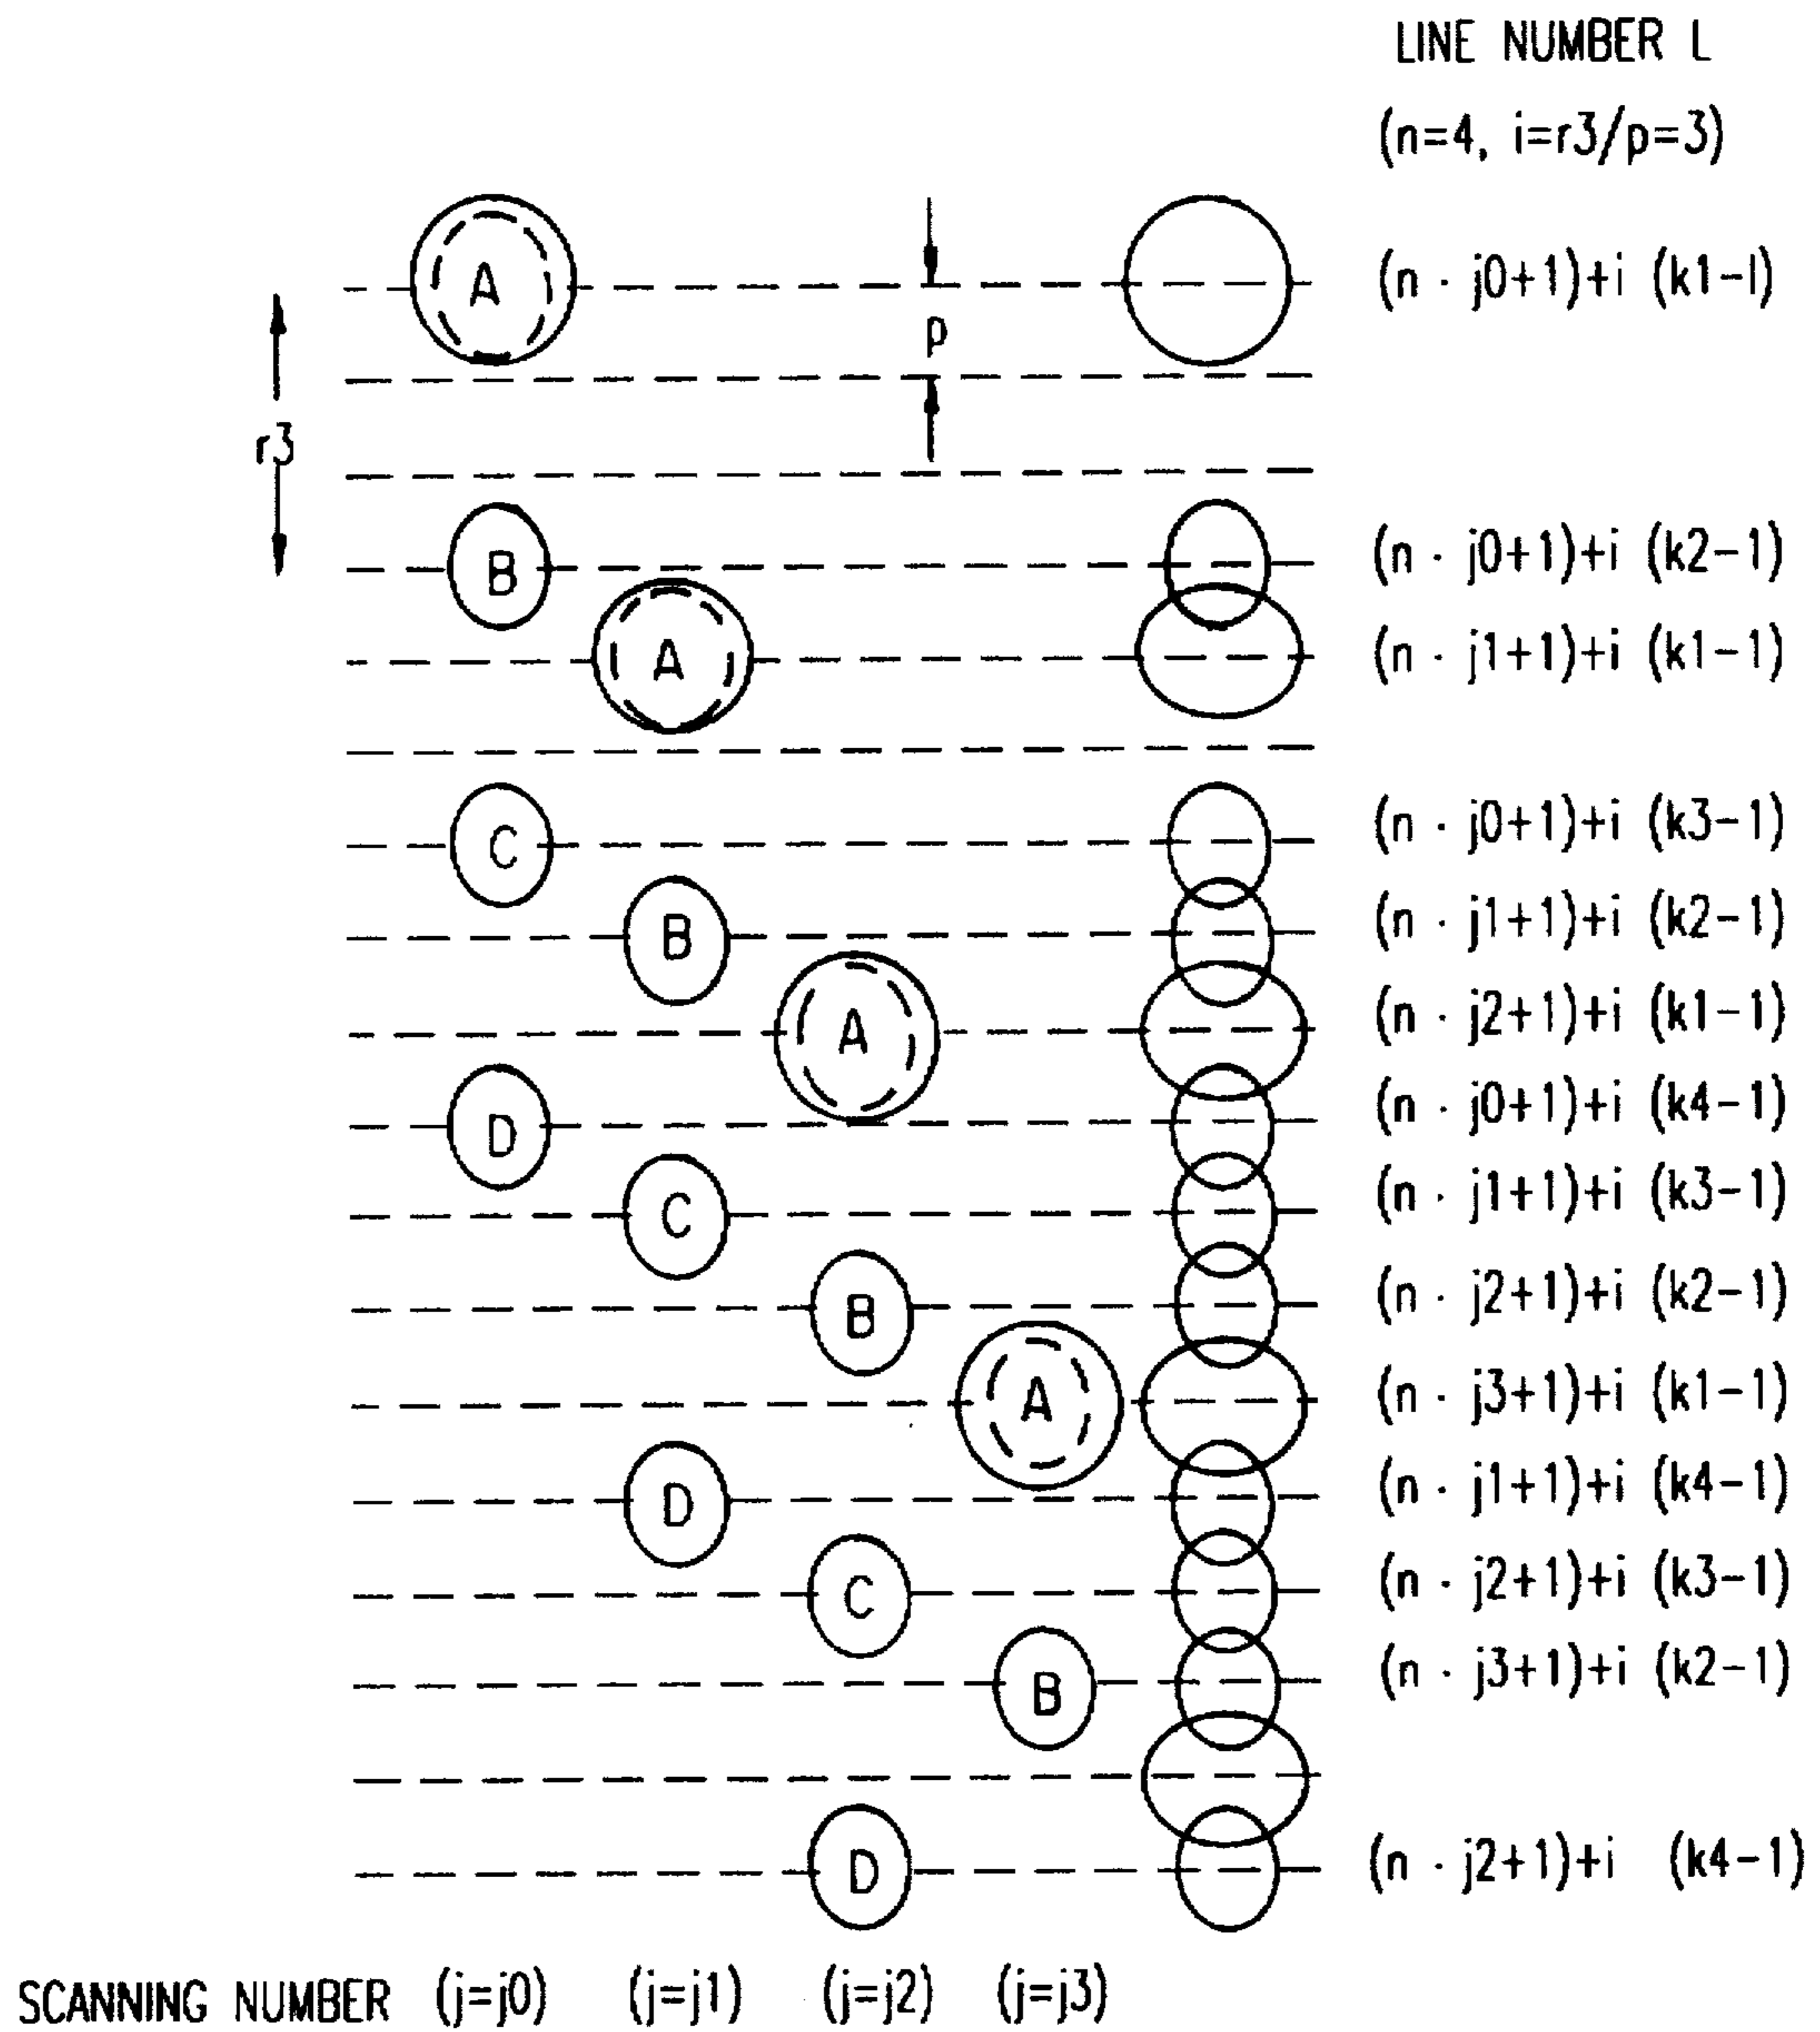 LINE NUMBER L
(n=4, i=r3/p=3)
A
(n · j0+1)+i (k1-l)
p
r3
B
(n · j0+1)+i (k2-1)
A
(n · j1+1)+i (k1-1)
C
(n · j0+1)+i (k3-1)
B
(n · j1+1)+i (k2-1)
A
(n · j2+1)+i (k1-1)
D
(n · j0+1)+i (k4-1)
C
(n · j1+1)+i (k3-1)
B
(n · j2+1)+i (k2-1)
A
(n · j3+1)+i (k1-1)
D
(n · j1+1)+i (k4-1)
C
(n · j2+1)+i (k3-1)
B
(n · j3+1)+i (k2-1)
D
(n · j2+1)+i (k4-1)
SCANNING NUMBER (j=j0) (j=j1) (j=j2) (j=j3)